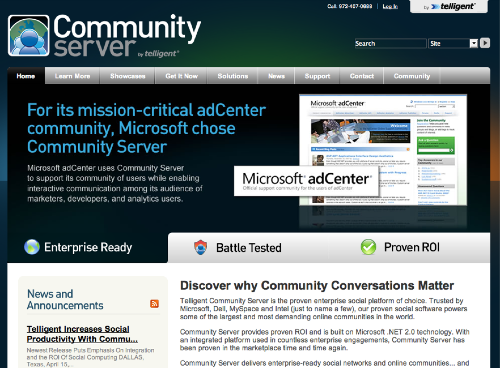 Call: 972-407-0688 | Log In
by telligent
Community
server
by telligent
Search
Site
Home
Learn More
Showcases
Get It Now
Solutions
News
Support
Contact
Community
For its mission-critical adCenter
community, Microsoft chose
Community Server
Microsoft adCenter uses Community Server
to support its community of users while enabling
interactive communication among its audience of
marketers, developers, and analytics users.
Microsoft adCenter
Welcome
Microsoft adCenter
Official support community for the users of adCenter
Enterprise Ready
Battle Tested
Proven ROI
News and
Announcements
Telligent Increases Social
Productivity With Commu...
Newest Release Puts Emphasis On Integration
and the ROI Of Social Computing DALLAS,
Texas, April 15,...
Discover why Community Conversations Matter
Telligent Community Server is the proven enterprise social platform of choice. Trusted by
Microsoft, Dell, MySpace and Intel (just to name a few), our proven social software powers
some of the largest and most demanding online communities in the world.
Community Server provides proven ROI and is built on Microsoft .NET 2.0 technology. With
an integrated platform used in countless enterprise engagements, Community Server has
been proven in the marketplace time and time again.
Community Server delivers enterprise-ready social networks and online communities... and